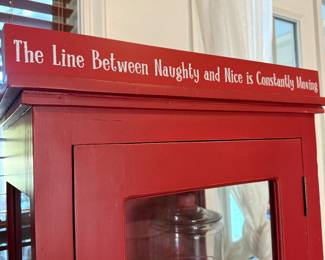 The Line Between Naughty and Nice is Constantly Moving